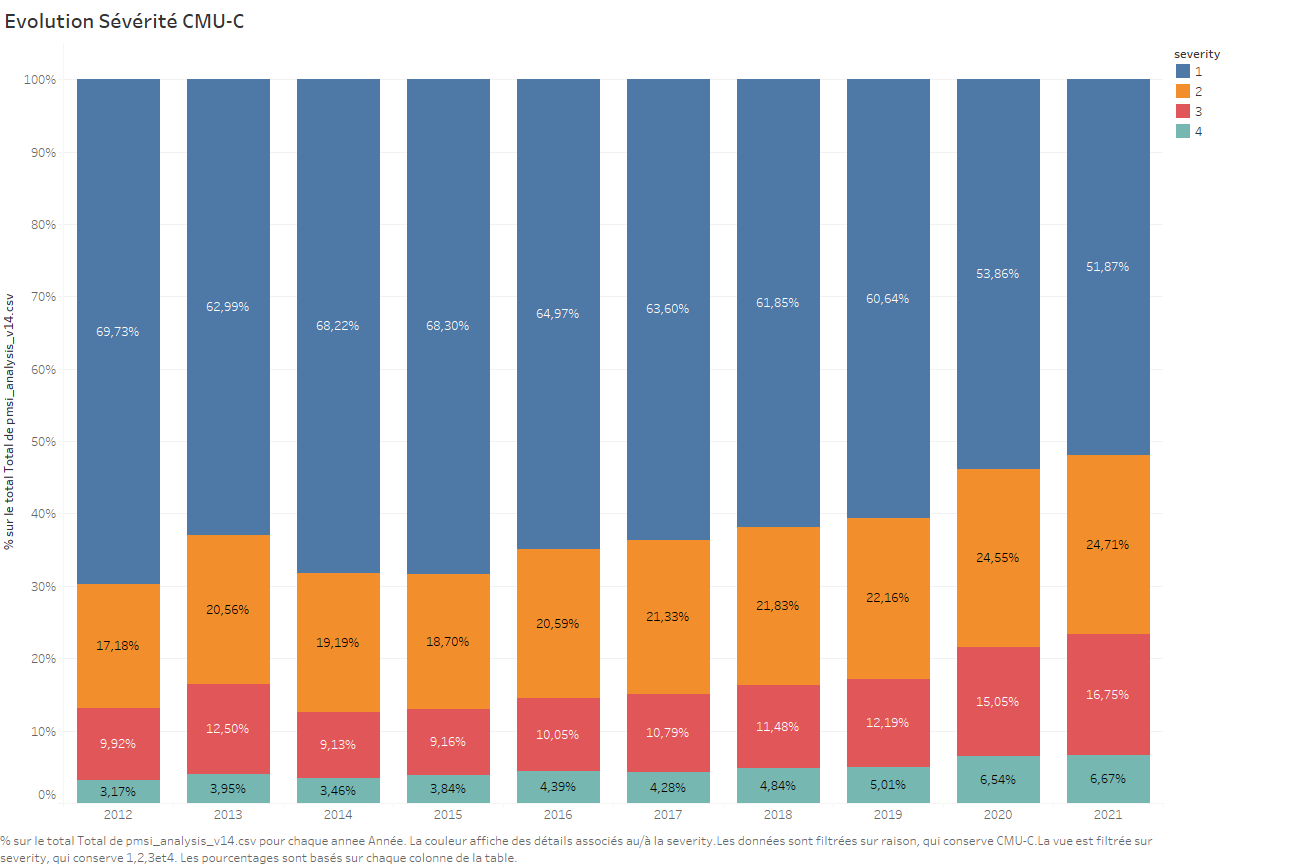 Evolution Sévérité CMU-C
severity
1
2
3
4
% sur le total Total de pmsi_analysis_v14.csv
100%
90%
80%
70%
60%
50%
40%
30%
20%
10%
0%
69,73% 62,99% 68,22% 68,30% 64,97% 63,60% 61,85% 60,64% 53,86% 51,87%
17,18% 20,56% 19,19% 18,70% 20,59% 21,33% 21,83% 22,16% 24,55% 24,71%
9,92% 12,50% 9,13% 9,16% 10,05% 10,79% 11,48% 12,19% 15,05% 16,75%
3,17% 3,95% 3,46% 3,84% 4,39% 4,28% 4,84% 5,01% 6,54% 6,67%
2012 2013 2014 2015 2016 2017 2018 2019 2020 2021
% sur le total Total de pmsi_analysis_v14.csv pour chaque annee Année. La couleur affiche des détails associés au/à la severity.Les données sont filtrées sur raison, qui conserve CMU-C.La vue est filtrée sur
severity, qui conserve 1,2,3et4. Les pourcentages sont basés sur chaque colonne de la table.